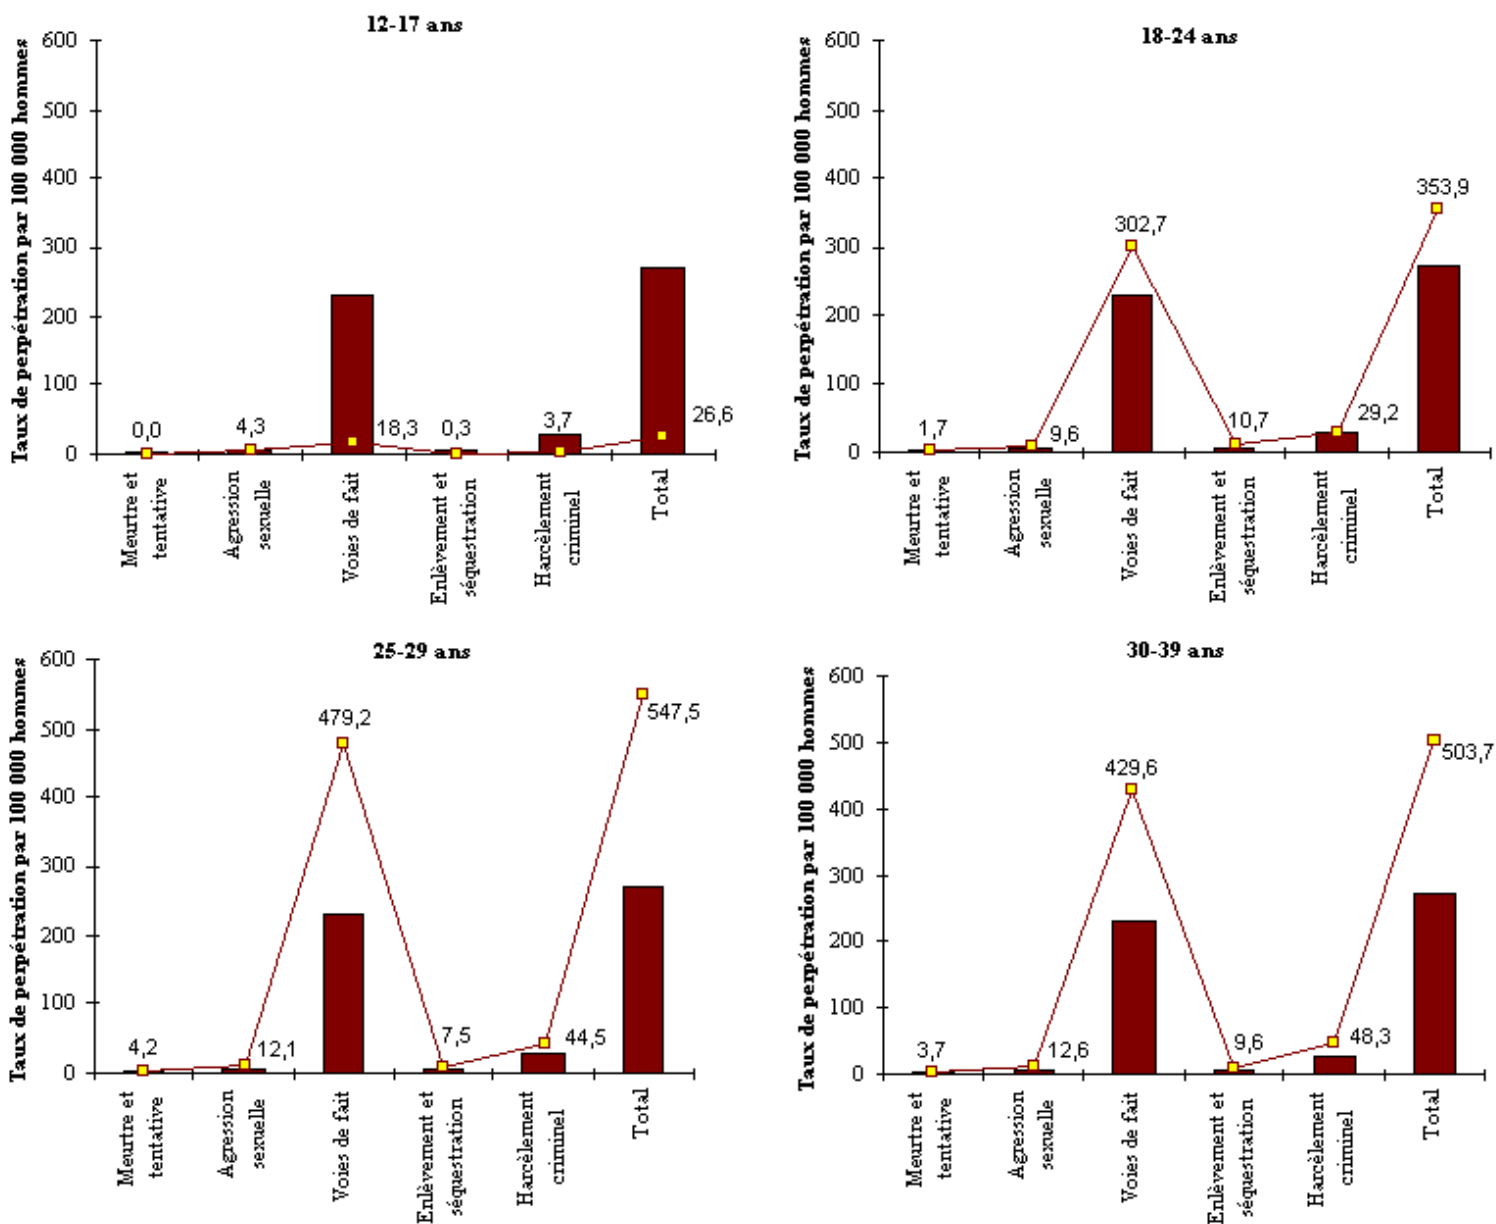 12-17 ans
Taux de perpétration par 100 000 hommes
600
500
400
300
200
100
0
0,0
4,3
18,3
0,3
3,7
26,6
Meurtre et
tentative
Agression
sexuelle
Voies de fait
Enlèvement et
séquestration
Harcèlement
criminel
Total
18-24 ans
Taux de perpétration par 100 000 hommes
600
500
400
300
200
100
0
1,7
9,6
302,7
10,7
29,2
353,9
Meurtre et
tentative
Agression
sexuelle
Voies de fait
Enlèvement et
séquestration
Harcèlement
criminel
Total
25-29 ans
Taux de perpétration par 100 000 hommes
600
500
400
300
200
100
0
4,2
12,1
479,2
7,5
44,5
547,5
Meurtre et
tentative
Agression
sexuelle
Voies de fait
Enlèvement et
séquestration
Harcèlement
criminel
Total
30-39 ans
Taux de perpétration par 100 000 hommes
600
500
400
300
200
100
0
3,7
12,6
429,6
9,6
48,3
503,7
Meurtre et
tentative
Agression
sexuelle
Voies de fait
Enlèvement et
séquestration
Harcèlement
criminel
Total